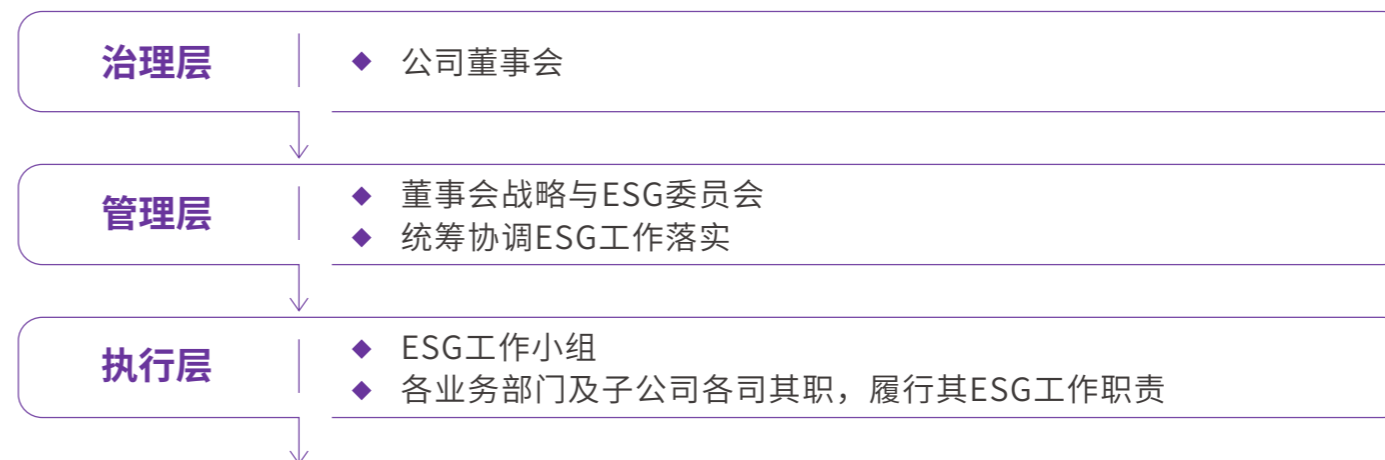 治理层
◆ 公司董事会
管理层
◆ 董事会战略与ESG委员会
◆ 统筹协调ESG工作落实
执行层
◆ ESG工作小组
◆ 各业务部门及子公司各司其职，履行其ESG工作职责